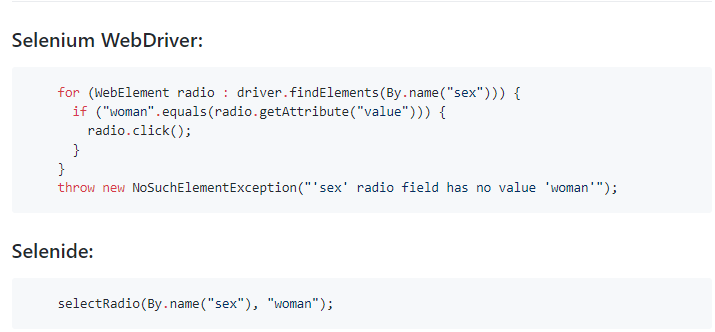 Selenium WebDriver:
for (WebElement radio : driver.findElements(By.name("sex"))) {
  if ("woman".equals(radio.getAttribute("value"))) {
    radio.click();
  }
}
throw new NoSuchElementException("'sex' radio field has no value 'woman'");
Selenide:
selectRadio(By.name("sex"), "woman");